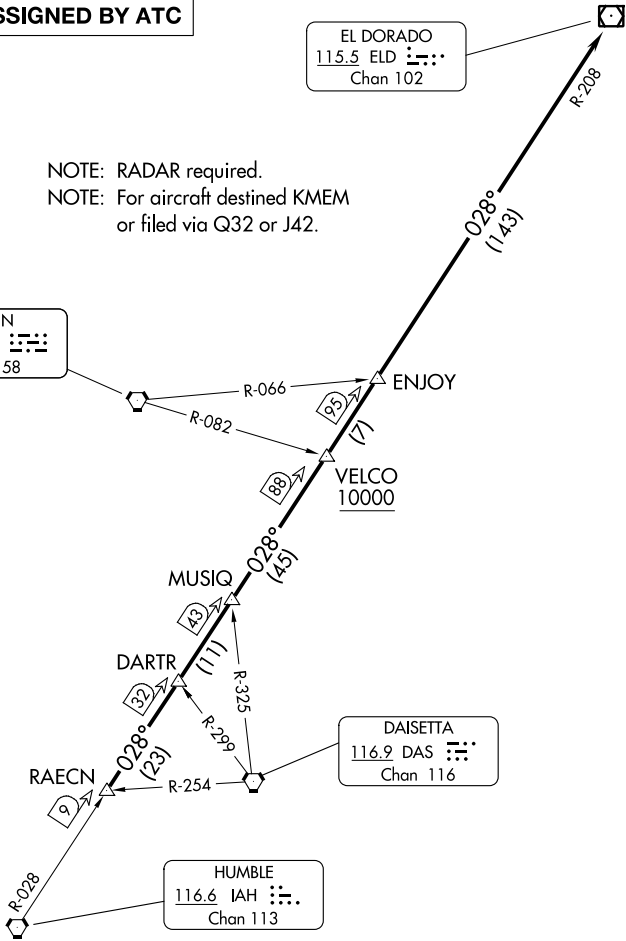 SSIGNED BY ATC
EL DORADO
115.5 ELD
Chan 102
R-208
NOTE: RADAR required.
NOTE: For aircraft destined KMEM
or filed via Q32 or J42.
028°
(143)
N
58
R-066
ENJOY
95
R-082
(7)
VELCO
10000
88
028°
(45)
MUSIQ
43
(11)
DARTR
R-325
32
R-299
DAISETTA
116.9 DAS
Chan 116
028°
(23)
RAECN
R-254
9
R-028
HUMBLE
116.6 IAH
Chan 113